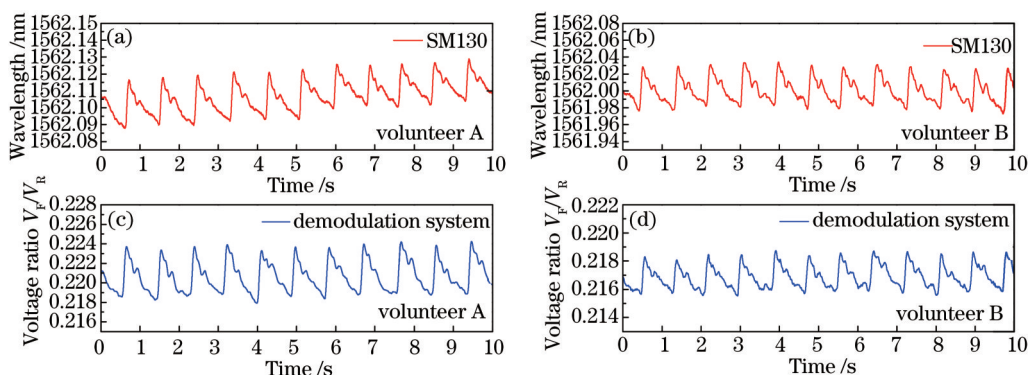 (a)
SM130
volunteer A
Wavelength /nm
1562.15
1562.14
1562.13
1562.12
1562.11
1562.10
1562.09
1562.08
0 1 2 3 4 5 6 7 8 9 10
Time /s
(b)
SM130
volunteer B
Wavelength /nm
1562.08
1562.06
1562.04
1562.02
1562.00
1561.98
1561.96
1561.94
0 1 2 3 4 5 6 7 8 9 10
Time /s
(c)
demodulation system
volunteer A
Voltage ratio VF/VR
0.228
0.226
0.224
0.222
0.220
0.218
0.216
0 1 2 3 4 5 6 7 8 9 10
Time /s
(d)
demodulation system
volunteer B
Voltage ratio VF/VR
0.222
0.220
0.218
0.216
0.214
0.213
0 1 2 3 4 5 6 7 8 9 10
Time /s